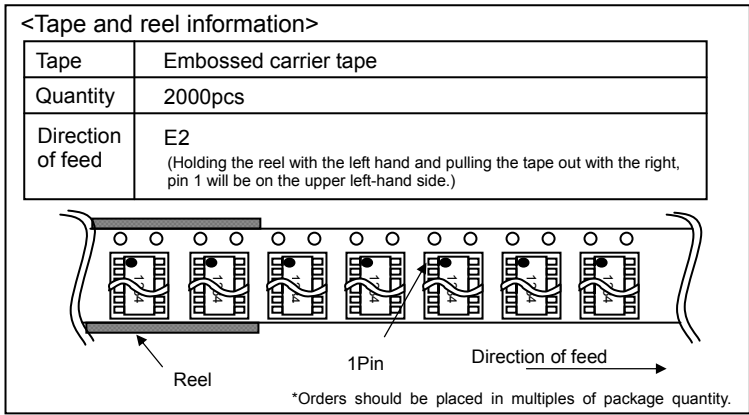 <Tape and reel information>
Tape
Embossed carrier tape
Quantity
2000pcs
Direction
of feed
E2
(Holding the reel with the left hand and pulling the tape out with the right,
pin 1 will be on the upper left-hand side.)
Reel
1Pin
Direction of feed
*Orders should be placed in multiples of package quantity.